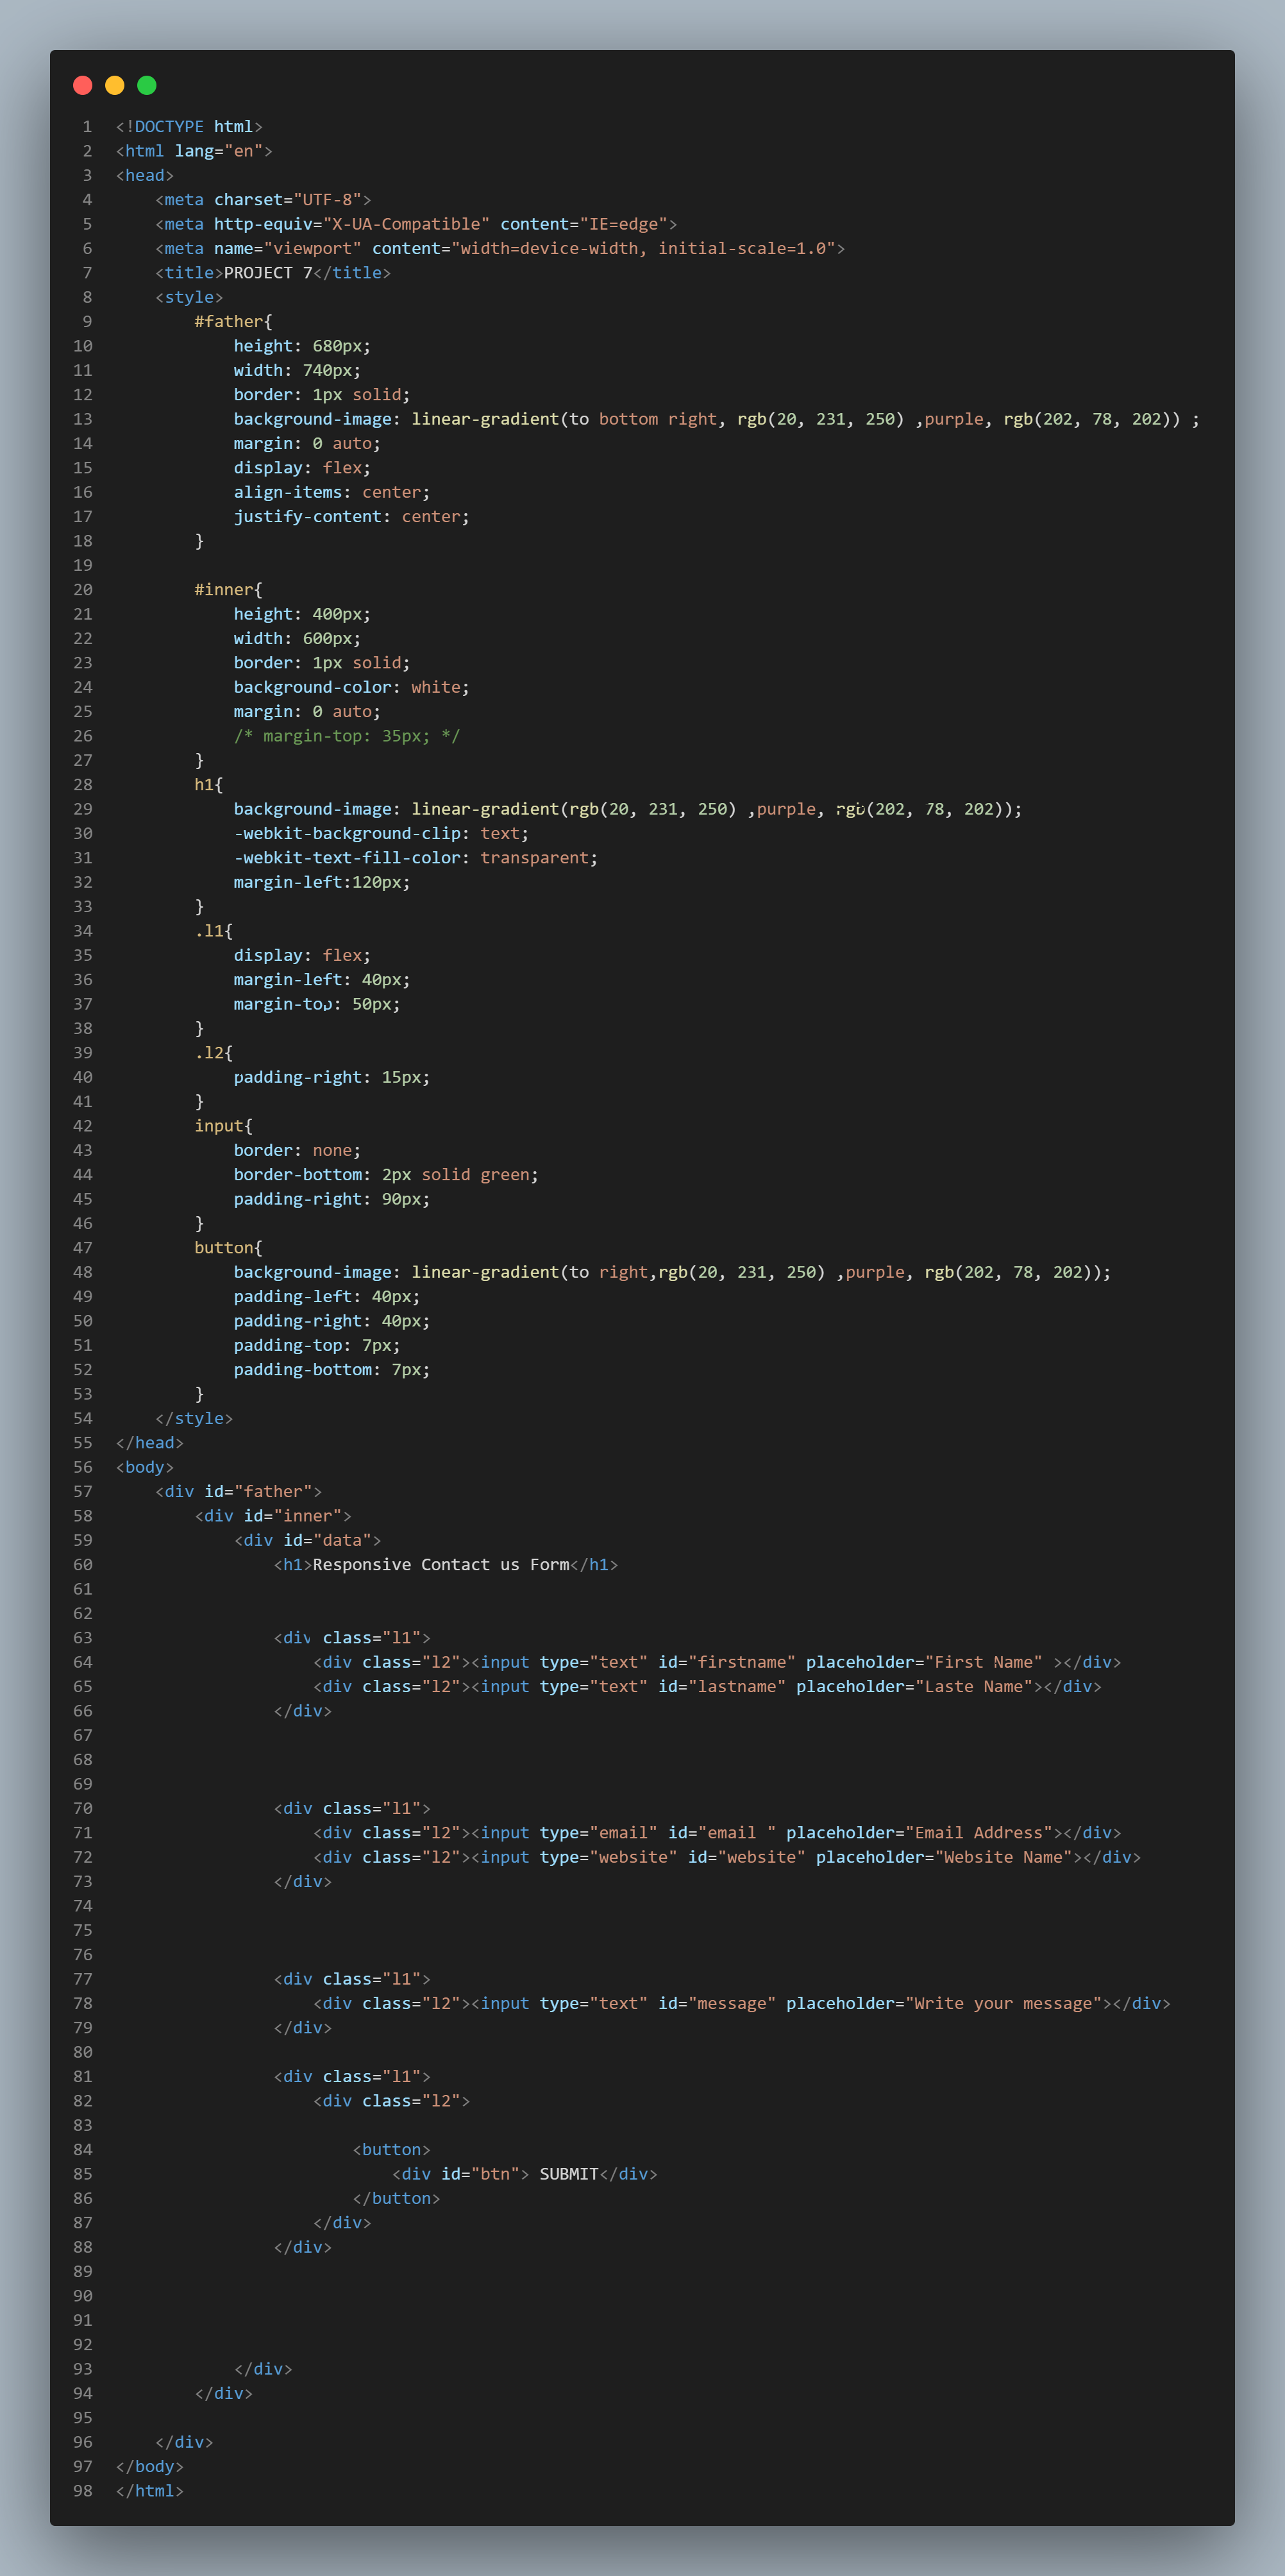 1 <!DOCTYPE html>
2 <html lang="en">
3 <head>
4     <meta charset="UTF-8">
5     <meta http-equiv="X-UA-Compatible" content="IE=edge">
6     <meta name="viewport" content="width=device-width, initial-scale=1.0">
7     <title>PROJECT 7</title>
8     <style>
9         #father{
10             height: 680px;
11             width: 740px;
12             border: 1px solid;
13             background-image: linear-gradient(to bottom right, rgb(20, 231, 250) ,purple, rgb(202, 78, 202)) ;
14             margin: 0 auto;
15             display: flex;
16             align-items: center;
17             justify-content: center;
18         }
19
20         #inner{
21             height: 400px;
22             width: 600px;
23             border: 1px solid;
24             background-color: white;
25             margin: 0 auto;
26             /* margin-top: 35px; */
27         }
28         h1{
29             background-image: linear-gradient(rgb(20, 231, 250) ,purple, rgb(202, 78, 202));
30             -webkit-background-clip: text;
31             -webkit-text-fill-color: transparent;
32             margin-left:120px;
33         }
34         .l1{
35             display: flex;
36             margin-left: 40px;
37             margin-top: 50px;
38         }
39         .l2{
40             padding-right: 15px;
41         }
42         input{
43             border: none;
44             border-bottom: 2px solid green;
45             padding-right: 90px;
46         }
47         button{
48             background-image: linear-gradient(to right,rgb(20, 231, 250) ,purple, rgb(202, 78, 202));
49             padding-left: 40px;
50             padding-right: 40px;
51             padding-top: 7px;
52             padding-bottom: 7px;
53         }
54     </style>
55 </head>
56 <body>
57     <div id="father">
58         <div id="inner">
59             <div id="data">
60                 <h1>Responsive Contact us Form</h1>
61
62
63                 <div class="l1">
64                     <div class="l2"><input type="text" id="firstname" placeholder="First Name" ></div>
65                     <div class="l2"><input type="text" id="lastname" placeholder="Laste Name"></div>
66                 </div>
67
68
69
70                 <div class="l1">
71                     <div class="l2"><input type="email" id="email " placeholder="Email Address"></div>
72                     <div class="l2"><input type="website" id="website" placeholder="Website Name"></div>
73                 </div>
74
75
76
77                 <div class="l1">
78                     <div class="l2"><input type="text" id="message" placeholder="Write your message"></div>
79                 </div>
80
81                 <div class="l1">
82                     <div class="l2">
83
84                         <button>
85                             <div id="btn"> SUBMIT</div>
86                         </button>
87                     </div>
88                 </div>
89
90
91
92
93             </div>
94         </div>
95
96     </div>
97 </body>
98 </html>